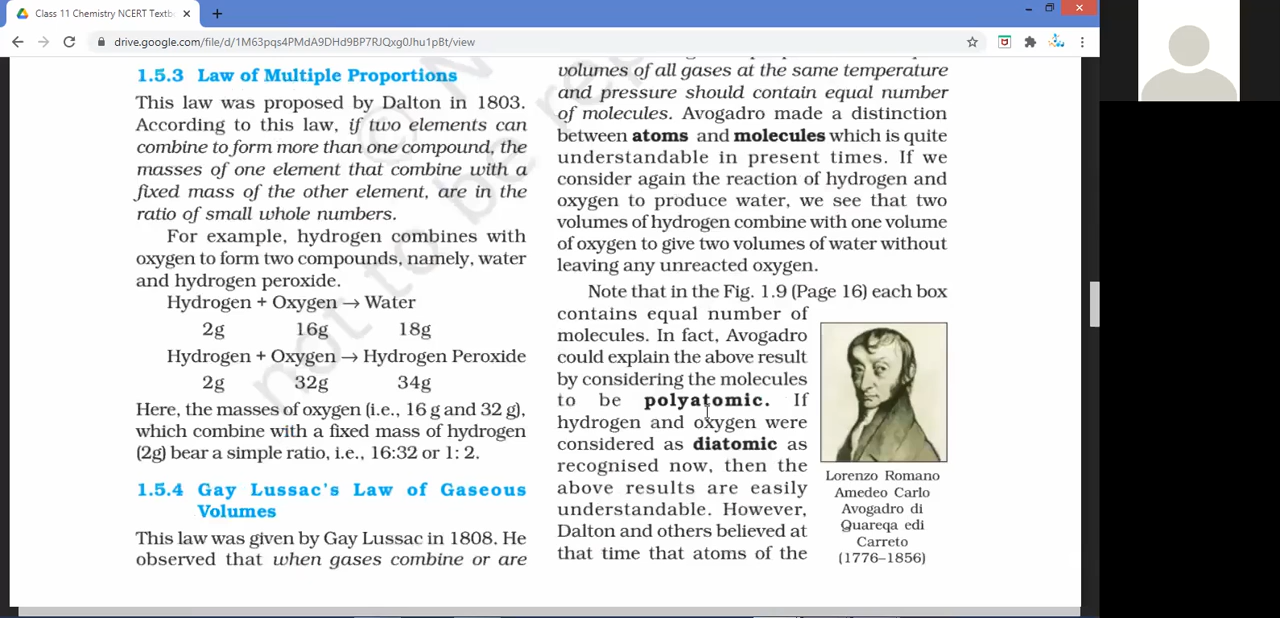 Class 11 Chemistry NCERT Textb
drive.google.com/file/d/1M63pqs4PMdA9DHd9BP7RJQxg0Jhu1pBt/view
1.5.3 Law of Multiple Proportions
This law was proposed by Dalton in 1803.
According to this law, if two elements can
combine to form more than one compound, the
masses of one element that combine with a
fixed mass of the other element, are in the
ratio of small whole numbers.
For example, hydrogen combines with
oxygen to form two compounds, namely, water
and hydrogen peroxide.
Hydrogen + Oxygen → Water
2g 16g 18g
Hydrogen + Oxygen → Hydrogen Peroxide
2g 32g 34g
Here, the masses of oxygen (i.e., 16 g and 32 g),
which combine with a fixed mass of hydrogen
(2g) bear a simple ratio, i.e., 16:32 or 1: 2.
1.5.4 Gay Lussac's Law of Gaseous
Volumes
This law was given by Gay Lussac in 1808. He
observed that when gases combine or are
volumes of all gases at the same temperature
and pressure should contain equal number
of molecules. Avogadro made a distinction
between atoms and molecules which is quite
understandable in present times. If we
consider again the reaction of hydrogen and
oxygen to produce water, we see that two
volumes of hydrogen combine with one volume
of oxygen to give two volumes of water without
leaving any unreacted oxygen.
Note that in the Fig. 1.9 (Page 16) each box
contains equal number of
molecules. In fact, Avogadro
could explain the above result
by considering the molecules
to be polyatomic. If
hydrogen and oxygen were
considered as diatomic as
recognised now, then the
above results are easily
understandable. However,
Dalton and others believed at
that time that atoms of the
Lorenzo Romano
Amedeo Carlo
Avogadro di
Quareqa edi
Carreto
(1776–1856)
not to be re